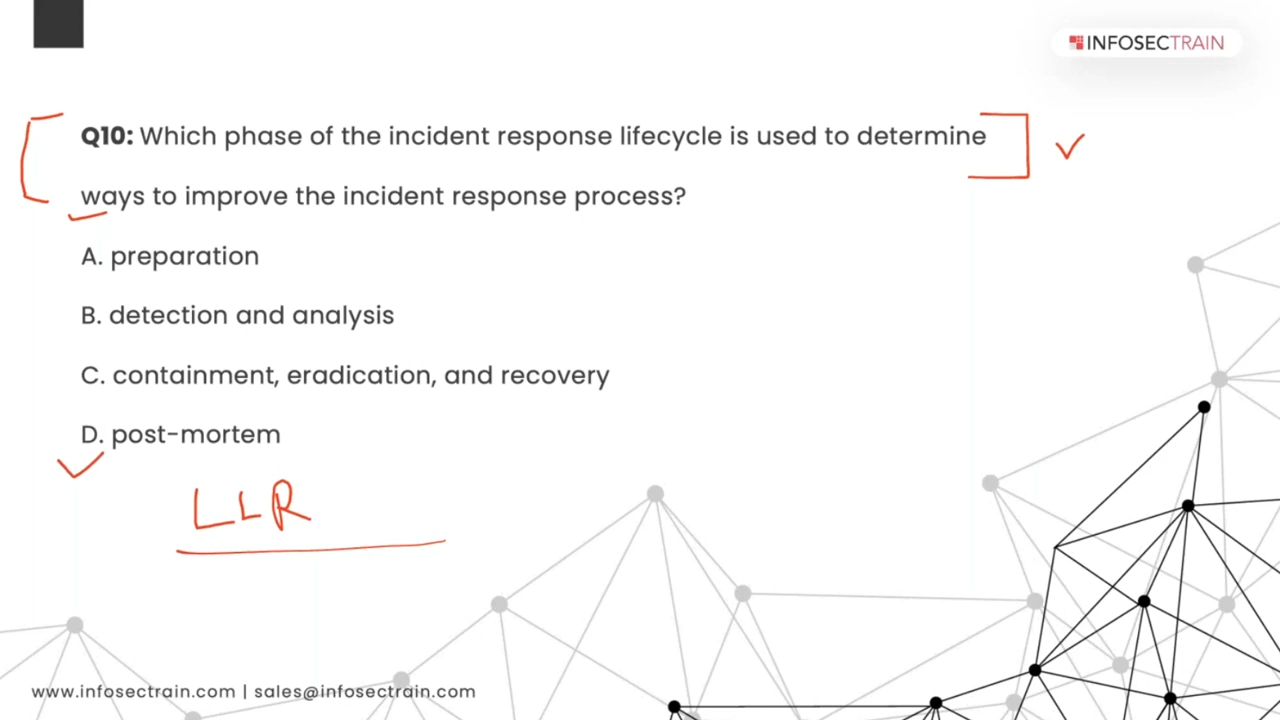 INFOSECTRAIN
Q10: Which phase of the incident response lifecycle is used to determine
ways to improve the incident response process?
A. preparation
B. detection and analysis
C. containment, eradication, and recovery
D. post-mortem
LLR
www.infosectrain.com | sales@infosectrain.com